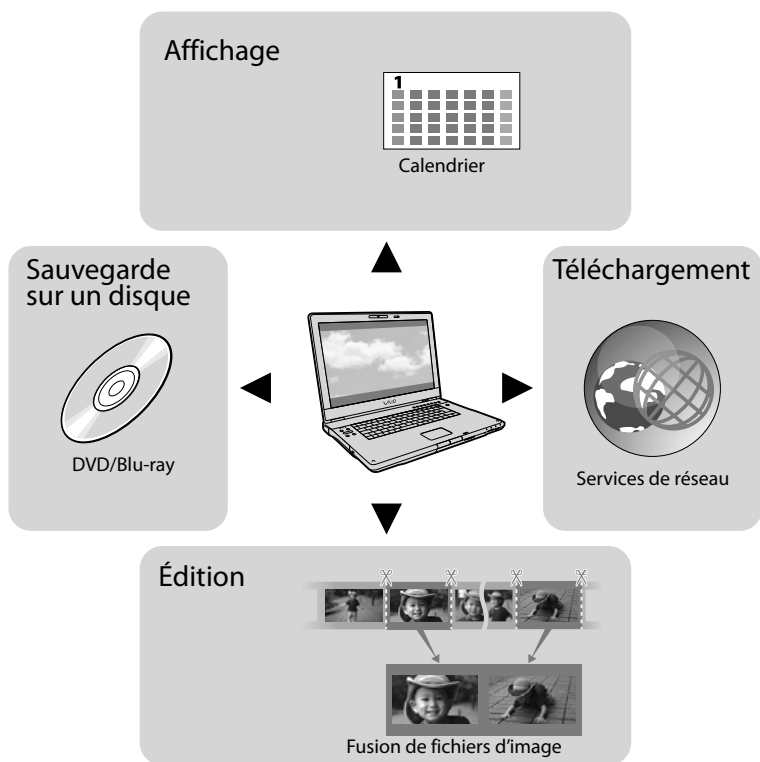 Affichage
1
Calendrier
Sauvegarde
sur un disque
DVD/Blu-ray
VAIO
Téléchargement
Services de réseau
Édition
Fusion de fichiers d'image